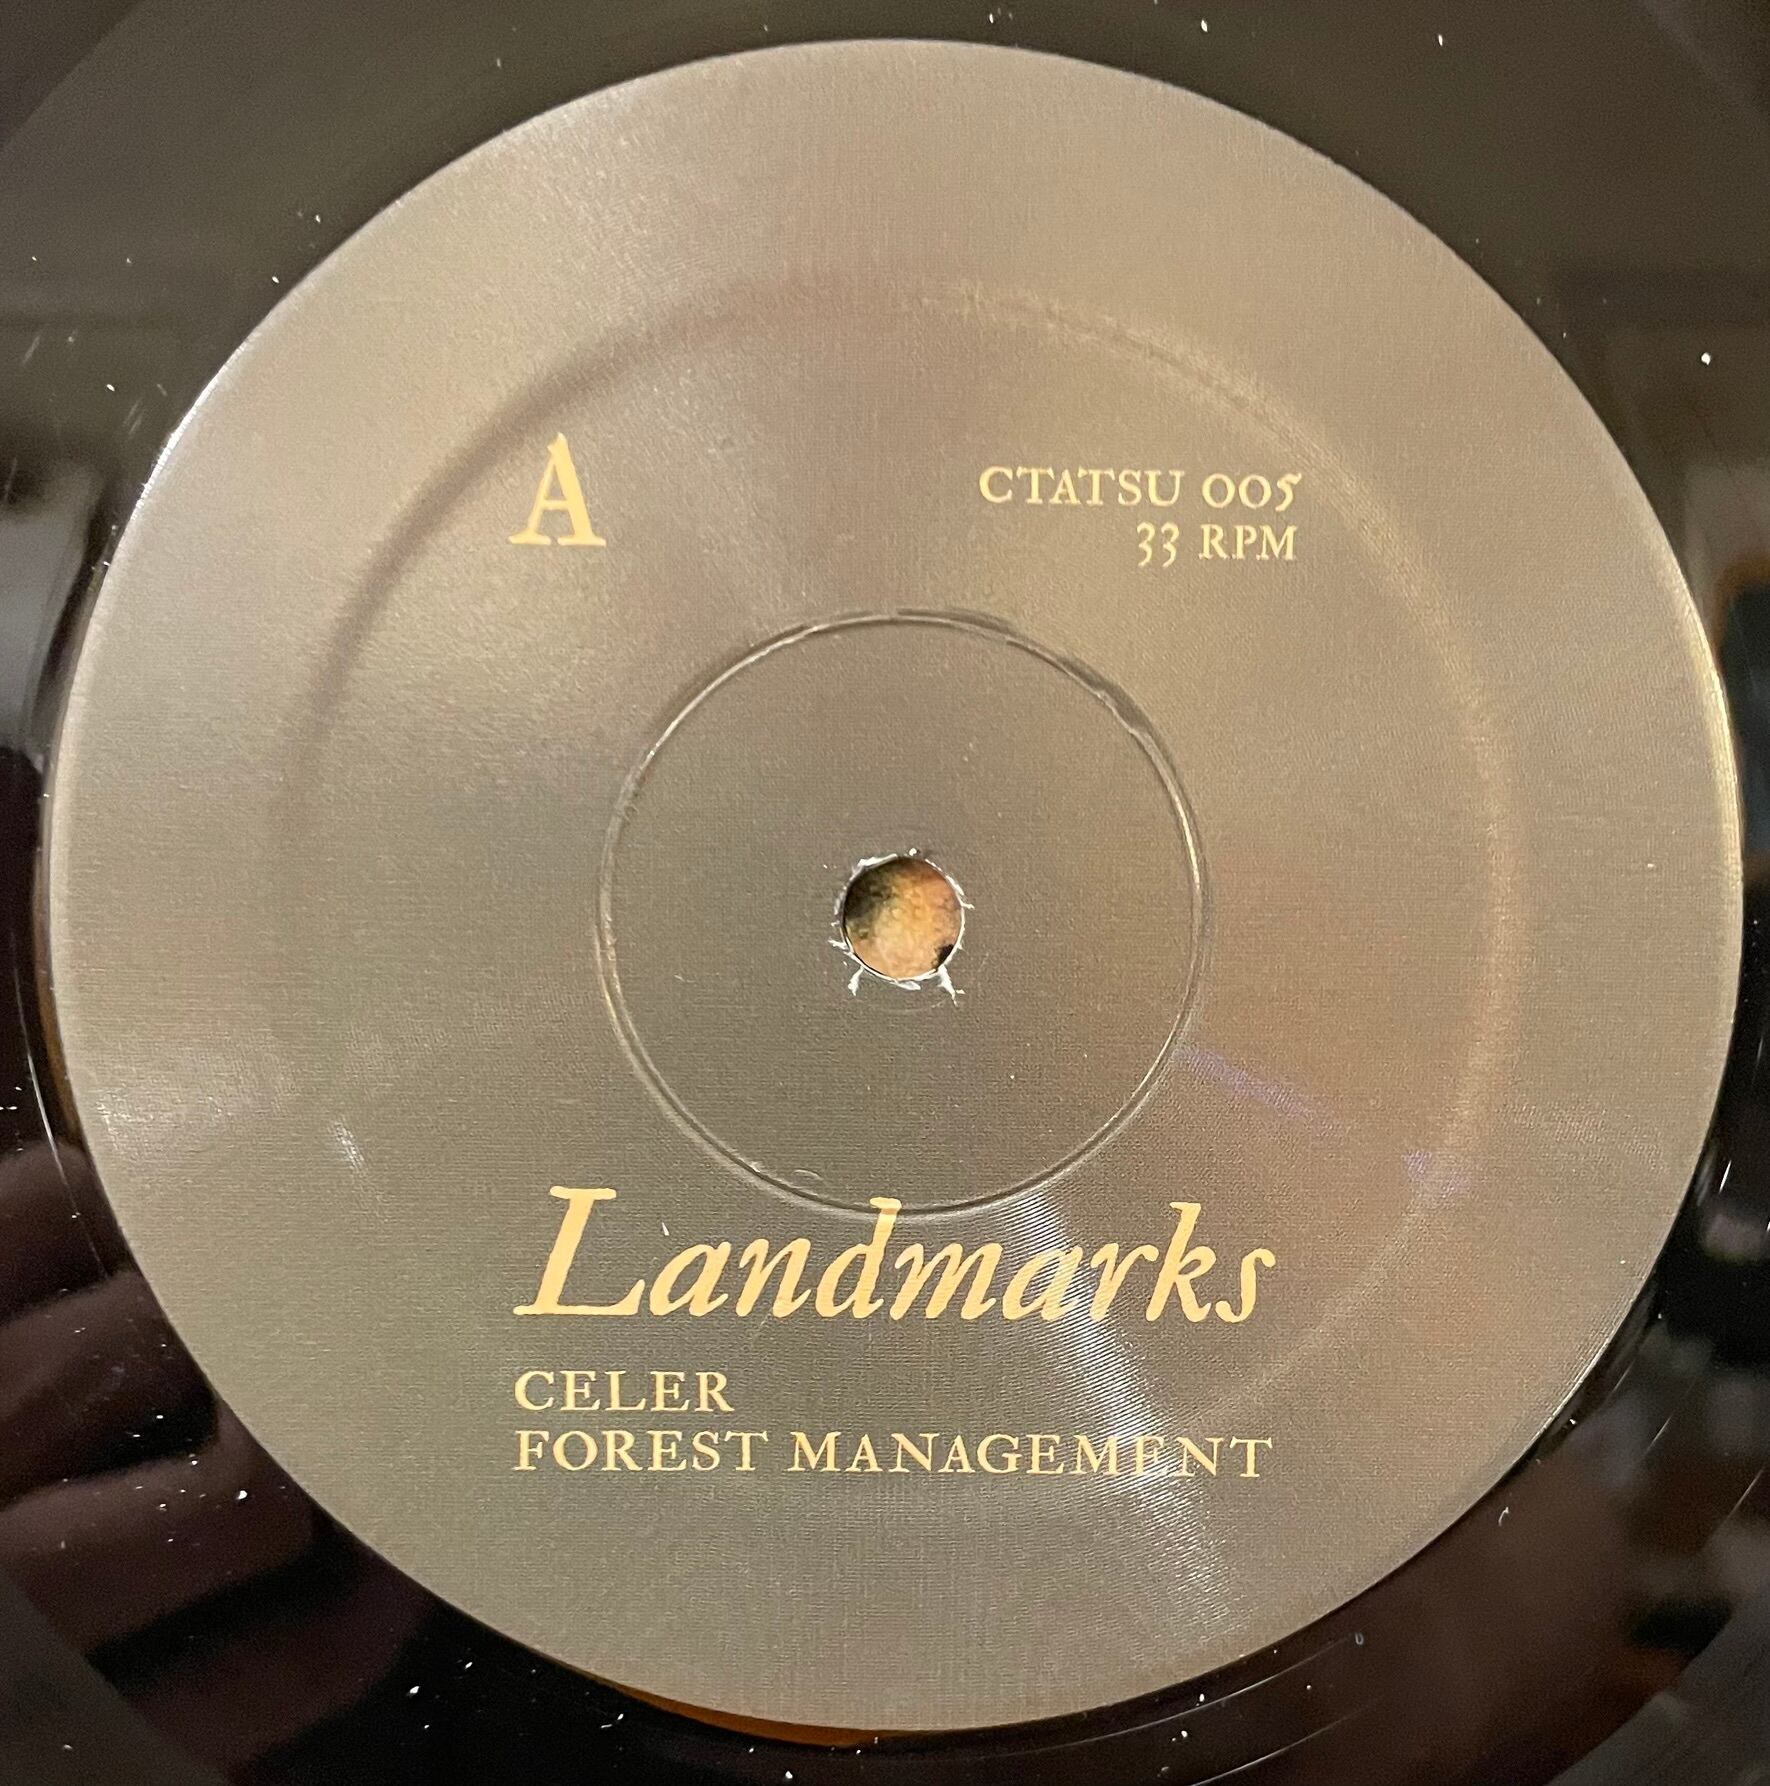 A
CTATSU 005
33 RPM
Landmarks
CELER
FOREST MANAGEMENT